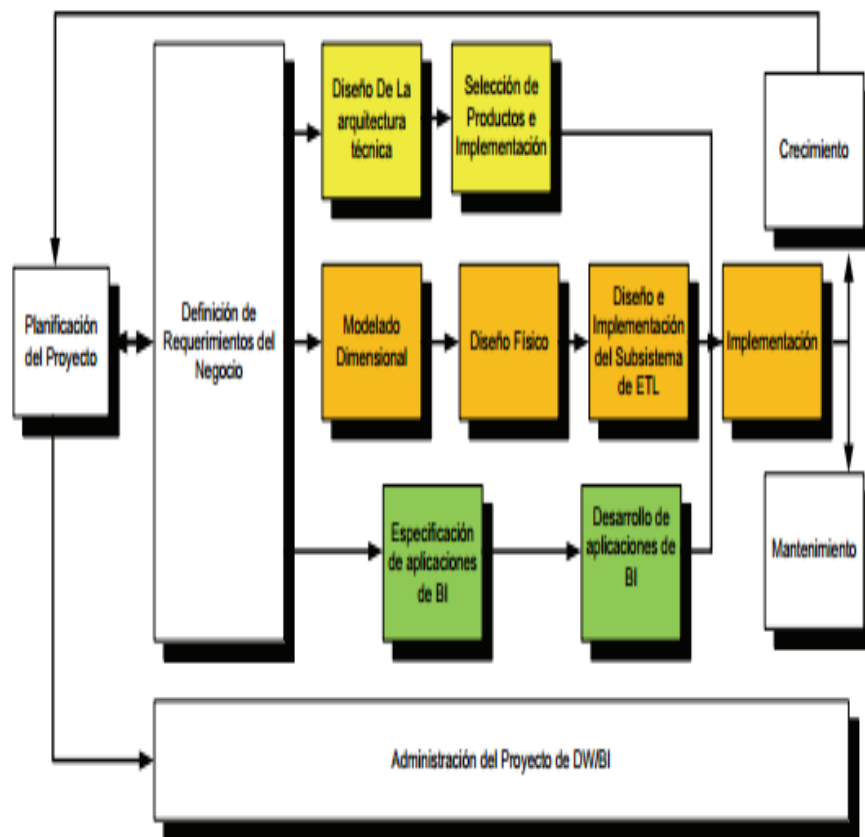 Diseño De La
arquitectura
técnica
Selección de
Productos e
Implementación
Crecimiento
Planificación
del Proyecto
Definición de
Requerimientos del
Negocio
Modelado
Dimensional
Diseño Físico
Diseño e
Implementación
del Subsistema
de ETL
Implementación
Especificación
de aplicaciones
de BI
Desarrollo de
aplicaciones de
BI
Mantenimiento
Administración del Proyecto de DW/BI